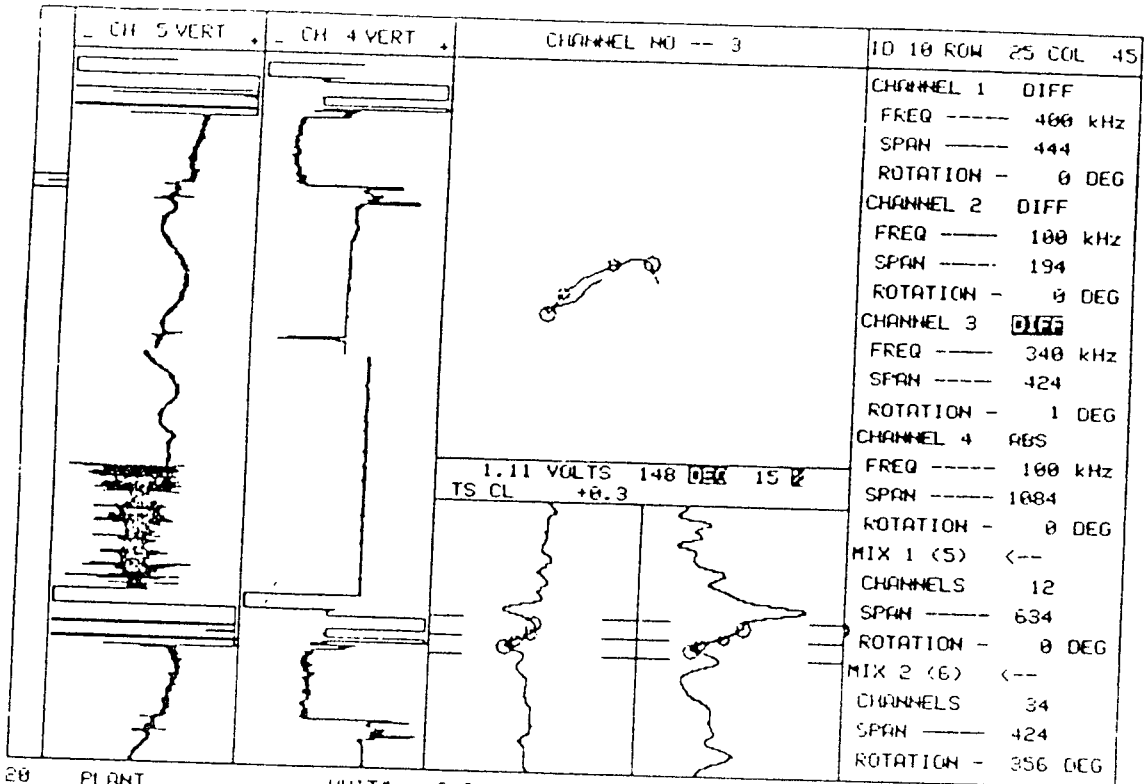 _ CH 5 VERT +
_ CH 4 VERT +
CHANNEL NO -- 3
ID 10 ROW 25 COL 45
CHANNEL 1 DIFF
FREQ ----- 400 kHz
SPAN ----- 444
ROTATION - 0 DEG
CHANNEL 2 DIFF
FREQ ----- 100 kHz
SPAN ----- 194
ROTATION - 0 DEG
CHANNEL 3 DIFF
FREQ ----- 340 kHz
SPAN ----- 424
ROTATION - 1 DEG
CHANNEL 4 ABS
FREQ ----- 100 kHz
SPAN ----- 1084
ROTATION - 0 DEG
MIX 1 (5) <--
CHANNELS 12
SPAN ----- 634
ROTATION - 0 DEG
MIX 2 (6) <--
CHANNELS 34
SPAN ----- 424
ROTATION - 356 DEG
1.11 VOLTS 148 DEG 15 %
TS CL +0.3
20 PLANT